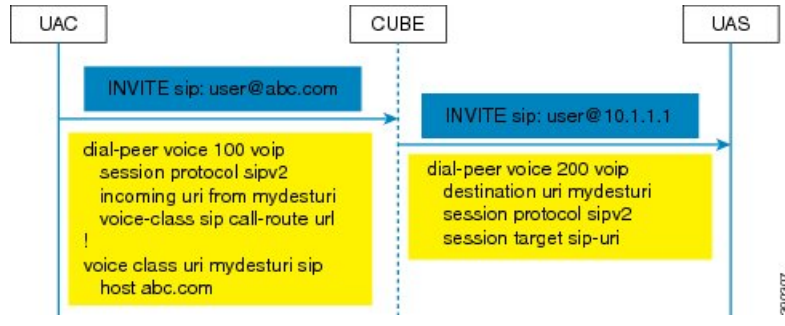 UAC
CUBE
UAS
INVITE sip: user@abc.com
INVITE sip: user@10.1.1.1
dial-peer voice 100 voip
session protocol sipv2
incoming uri from mydesturi
voice-class sip call-route url
!
voice class uri mydesturi sip
host abc.com
dial-peer voice 200 voip
destination uri mydesturi
session protocol sipv2
session target sip-uri